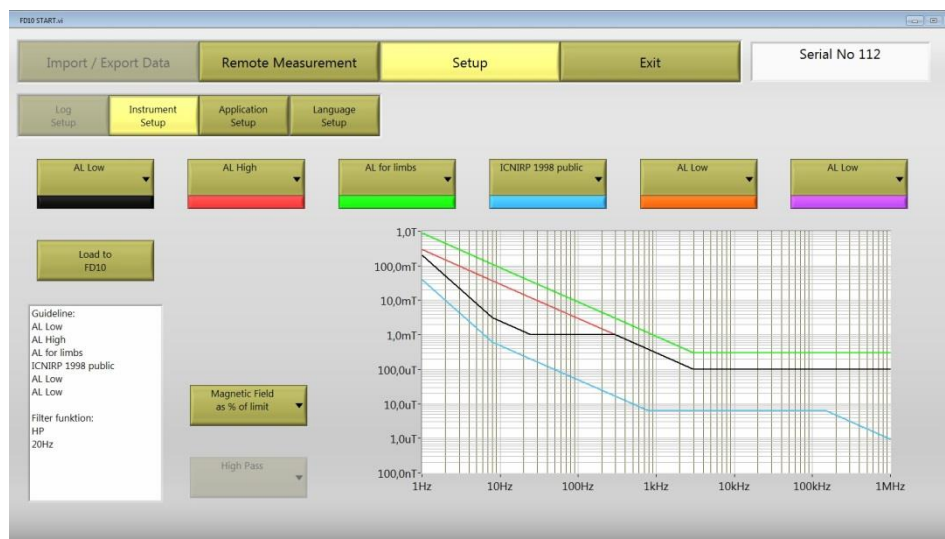 FD10 START.vi
Import / Export Data
Remote Measurement
Setup
Exit
Serial No 112
Log
Setup
Instrument
Setup
Application
Setup
Language
Setup
AL Low
AL High
AL for limbs
ICNIRP 1998 public
AL Low
AL Low
Load to
FD10
Guideline:
AL Low
AL High
AL for limbs
ICNIRP 1998 public
AL Low
AL Low
Filter funktion:
HP
20Hz
Magnetic Field
as % of limit
High Pass
1,0T
100,0mT
10,0mT
1,0mT
100,0uT
10,0uT
1,0uT
100,0nT
1Hz
10Hz
100Hz
1kHz
10kHz
100kHz
1MHz